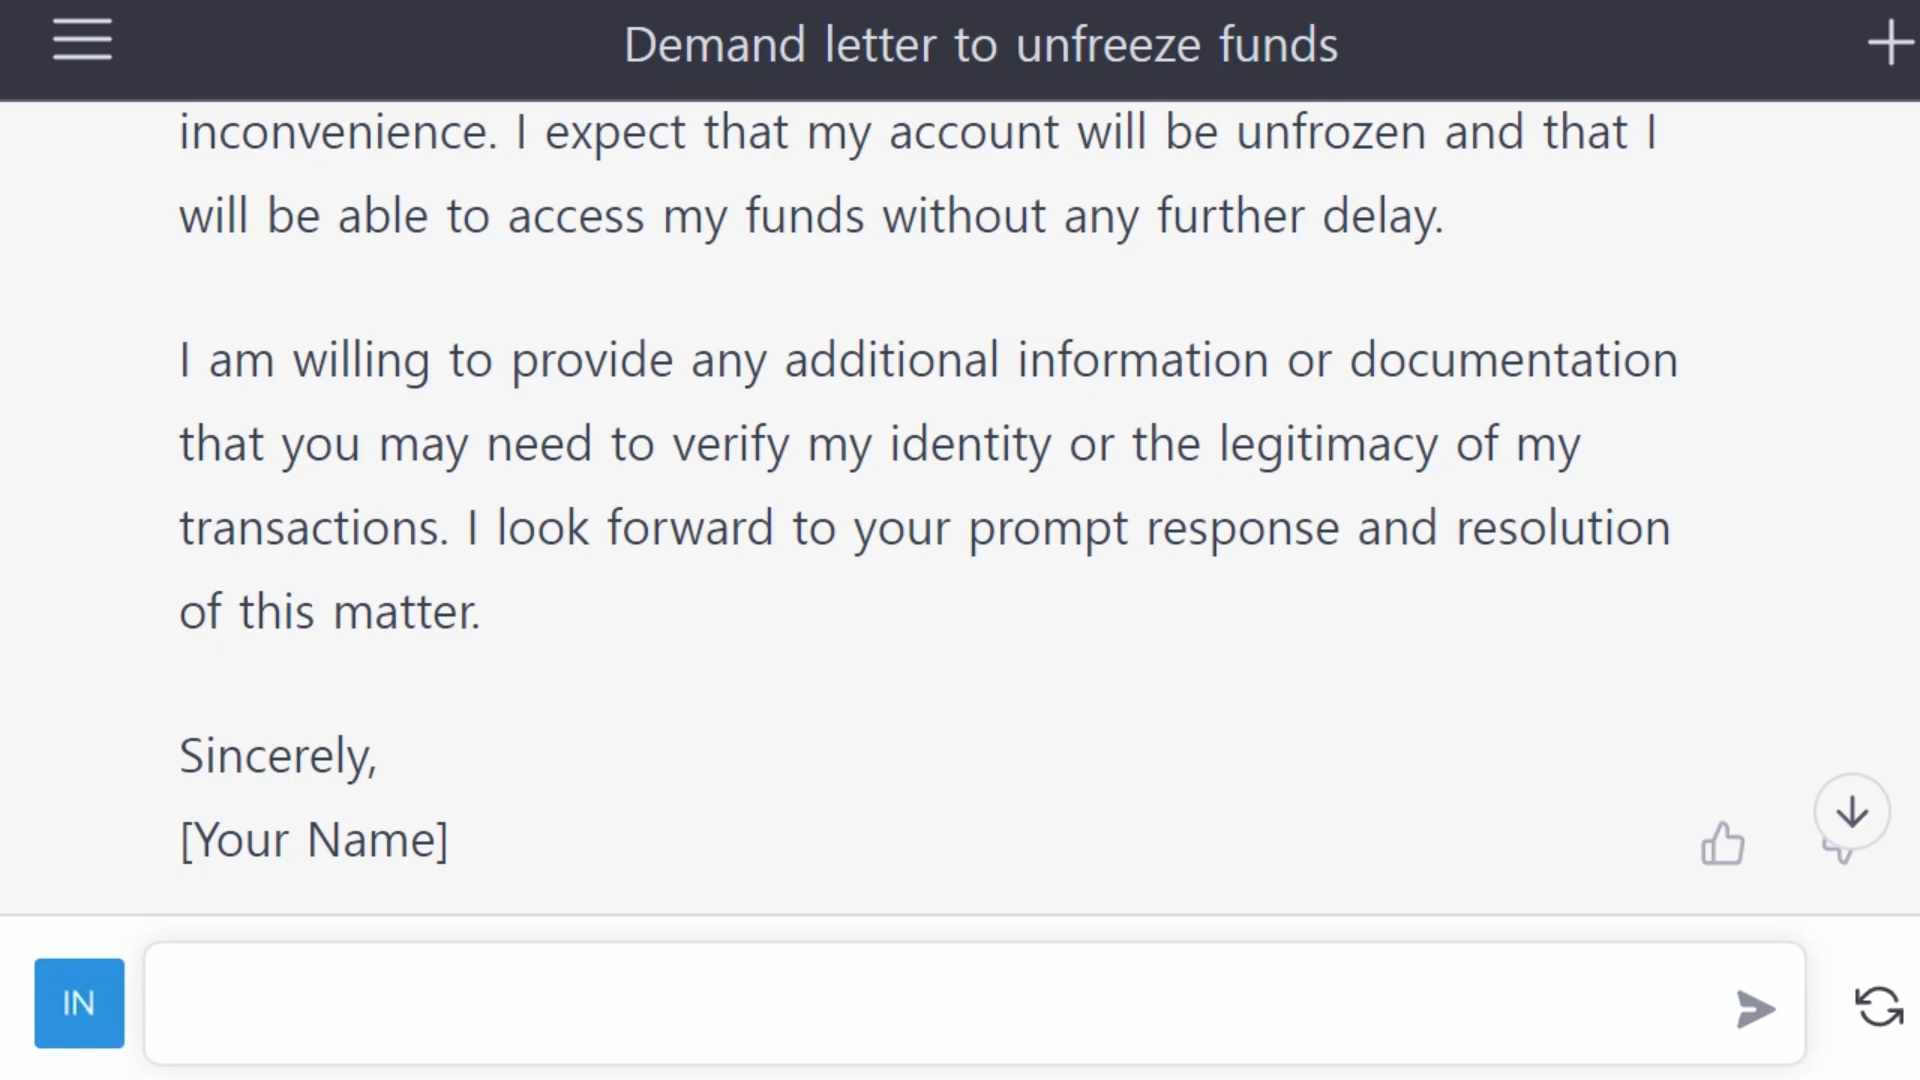 Demand letter to unfreeze funds
inconvenience. I expect that my account will be unfrozen and that I
will be able to access my funds without any further delay.
I am willing to provide any additional information or documentation
that you may need to verify my identity or the legitimacy of my
transactions. I look forward to your prompt response and resolution
of this matter.
Sincerely,
[Your Name]
IN